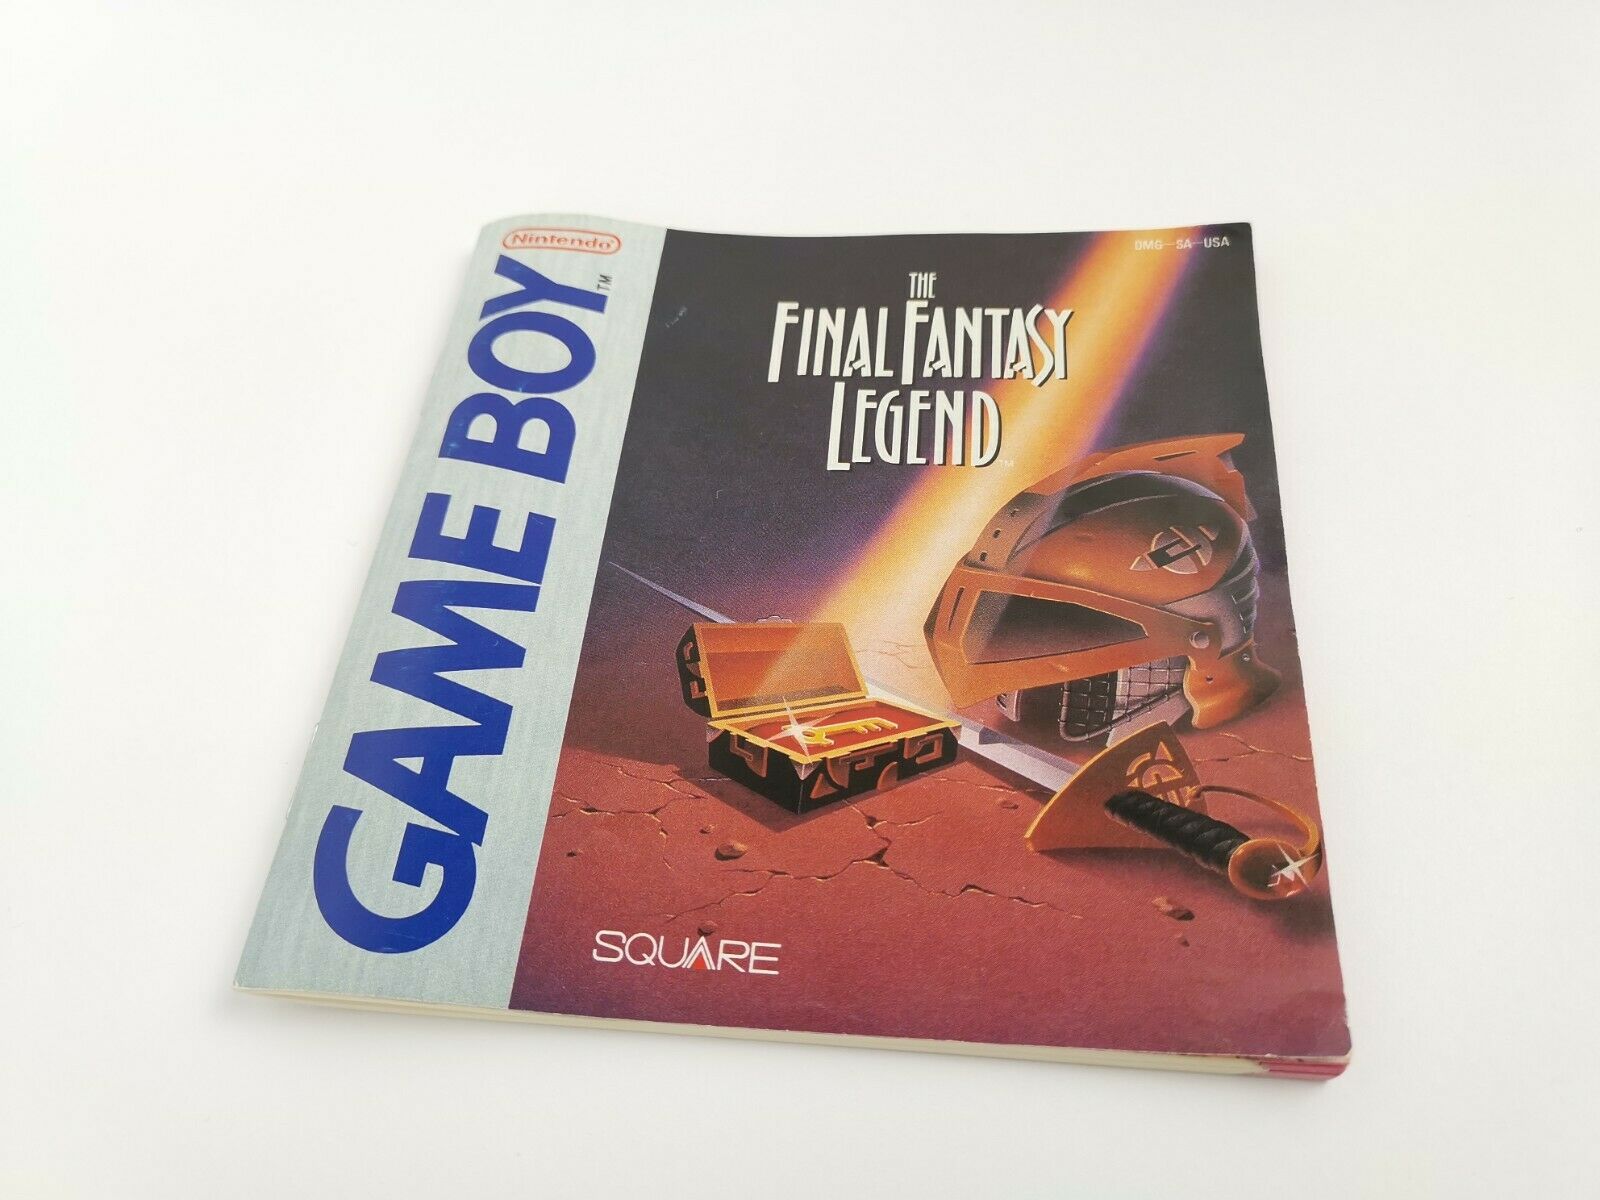 Nintendo
GAME BOY™
DMG-SA-USA
THE
FINAL FANTASY
LEGEND™
SQUARE